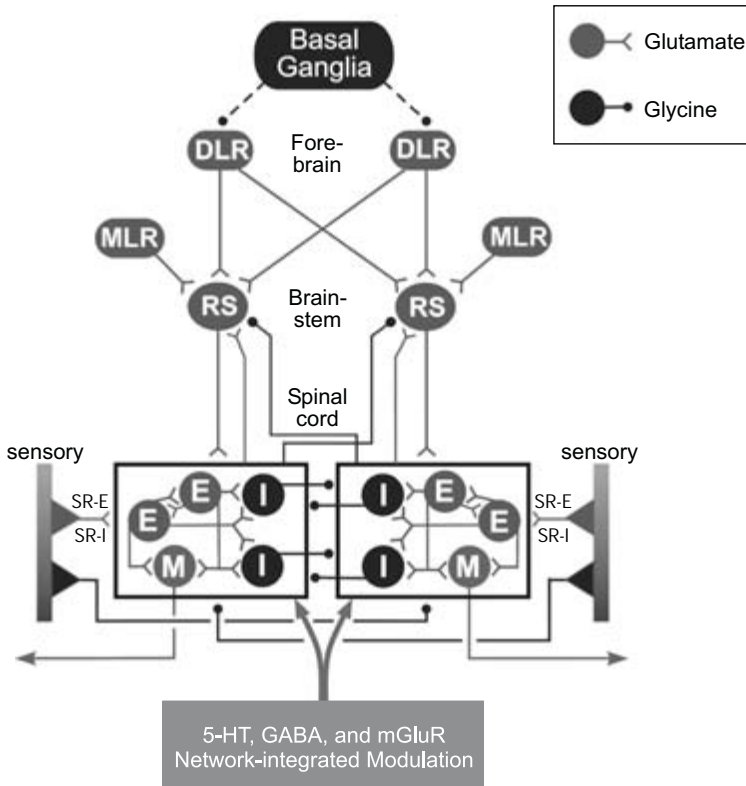 Basal
Ganglia
Glutamate
Glycine
DLR
Fore-
brain
DLR
MLR
MLR
RS
Brain-
stem
RS
Spinal
cord
sensory
sensory
SR-E
SR-I
E
E
I
I
E
E
SR-E
SR-I
M
I
I
M
5-HT, GABA, and mGluR
Network-integrated Modulation